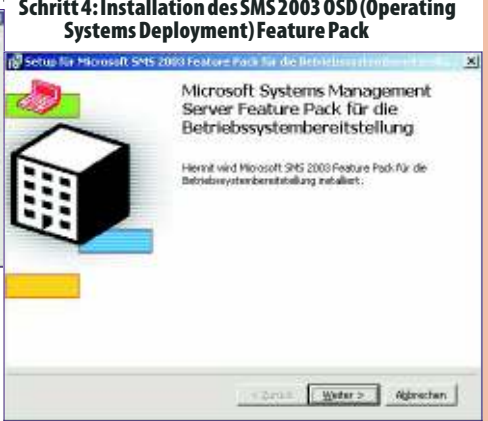 Schritt 4: Installation des SMS 2003 OSD (Operating
Systems Deployment) Feature Pack
Setup für Microsoft SMS 2003 Feature Pack für die
Microsoft Systems Management
Server Feature Pack für die
Betriebssystembereitstellung
Hiermit wird Microsoft SMS 2003 Feature Pack für die
Betriebssystembereitstellung installiert.
< Zurück
Weiter >
Abbrechen